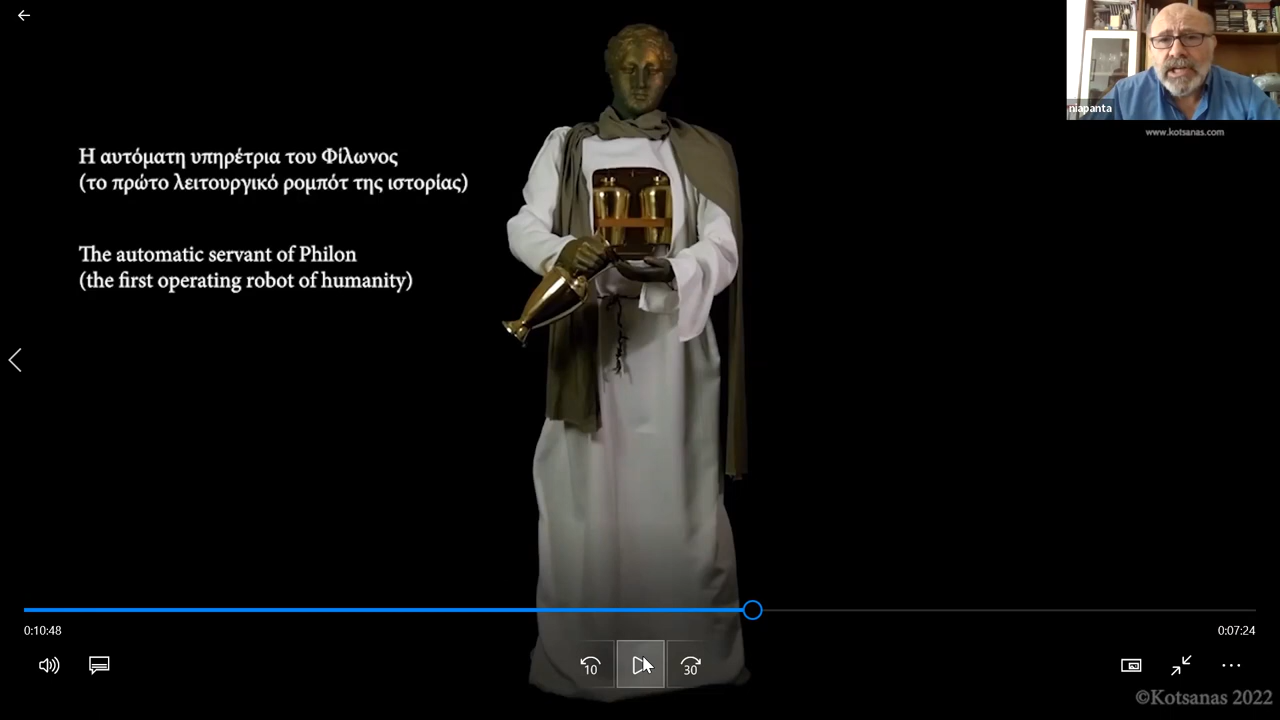 niapanta
www.kotsanas.com
Η αυτόματη υπηρέτρια του Φίλωνος
(το πρώτο λειτουργικό ρομπότ της ιστορίας)
The automatic servant of Philon
(the first operating robot of humanity)
0:10:48
0:07:24
10
30
©Kotsanas 2022